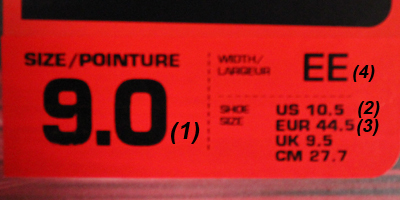 SIZE/POINTURE
9.0 (1)
WIDTH/
LARGEUR
EE (4)
SHOE
SIZE
US 10.5 (2)
EUR 44.5 (3)
UK 9.5
CM 27.7